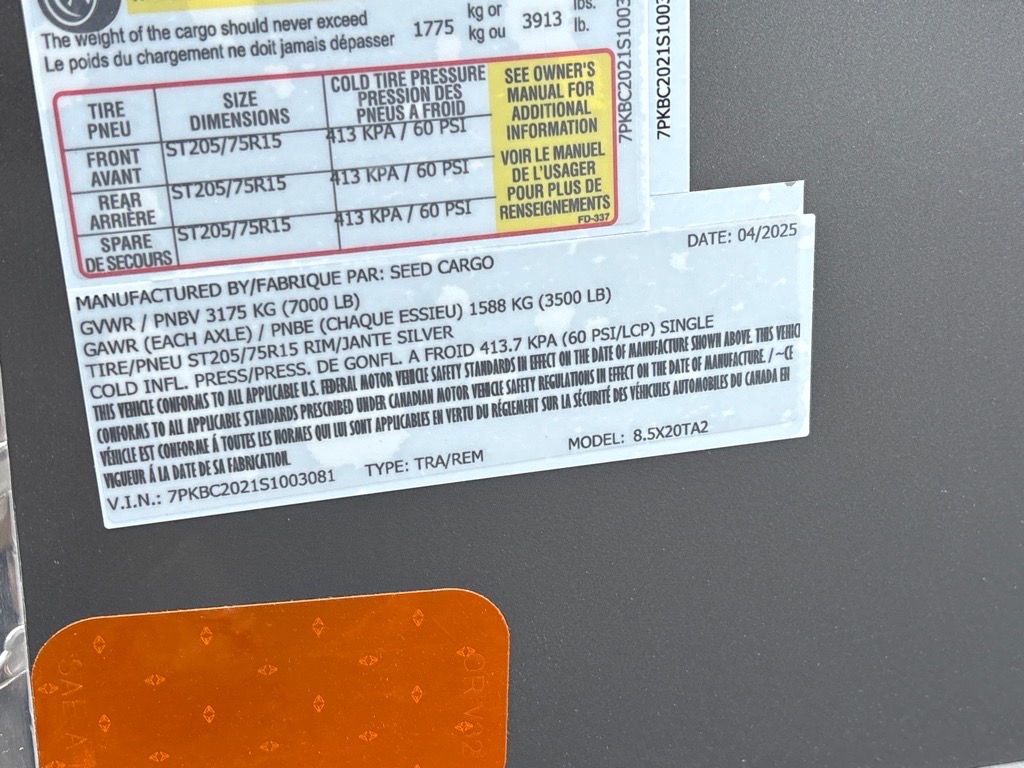 The weight of the cargo should never exceed
Le poids du chargement ne doit jamais dépasser
1775
kg or
kg ou
3913
lbs.
lb.
TIRE
PNEU
SIZE
DIMENSIONS
COLD TIRE PRESSURE
PRESSION DES
PNEUS A FROID
SEE OWNER'S
MANUAL FOR
ADDITIONAL
INFORMATION
VOIR LE MANUEL
DE L'USAGER
POUR PLUS DE
RENSEIGNEMENTS
FD-337
FRONT
AVANT
ST205/75R15
413 KPA / 60 PSI
REAR
ARRIÈRE
ST205/75R15
413 KPA / 60 PSI
SPARE
DE SECOURS
ST205/75R15
413 KPA / 60 PSI
7PKBC2021S1003
7PKBC2021S1003
MANUFACTURED BY/FABRIQUE PAR: SEED CARGO
DATE: 04/2025
GVWR / PNBV 3175 KG (7000 LB)
GAWR (EACH AXLE) / PNBE (CHAQUE ESSIEU) 1588 KG (3500 LB)
TIRE/PNEU ST205/75R15 RIM/JANTE SILVER
COLD INFL. PRESS/PRESS. DE GONFL. A FROID 413.7 KPA (60 PSI/LCP) SINGLE
THIS VEHICLE CONFORMS TO ALL APPLICABLE U.S. FEDERAL MOTOR VEHICLE SAFETY STANDARDS IN EFFECT ON THE DATE OF MANUFACTURE SHOWN ABOVE. THIS VEHICL
CONFORMS TO ALL APPLICABLE STANDARDS PRESCRIBED UNDER CANADIAN MOTOR VEHICLE SAFETY REGULATIONS IN EFFECT ON THE DATE OF MANUFACTURE. / ~CE
VÉHICLE EST CONFORME Á TOUTES LES NORMES QUI LUI SONT APPLICABLES EN VERTU DU RÉGLEMENT SUR LA SÉCURITÉ DES VÉHICULES AUTOMOBILES DU CANADA EN
VIGUEUR Á LA DATE DE SA FABRICATION.
V.I.N.: 7PKBC2021S1003081
TYPE: TRA/REM
MODEL: 8.5X20TA2
SAE A